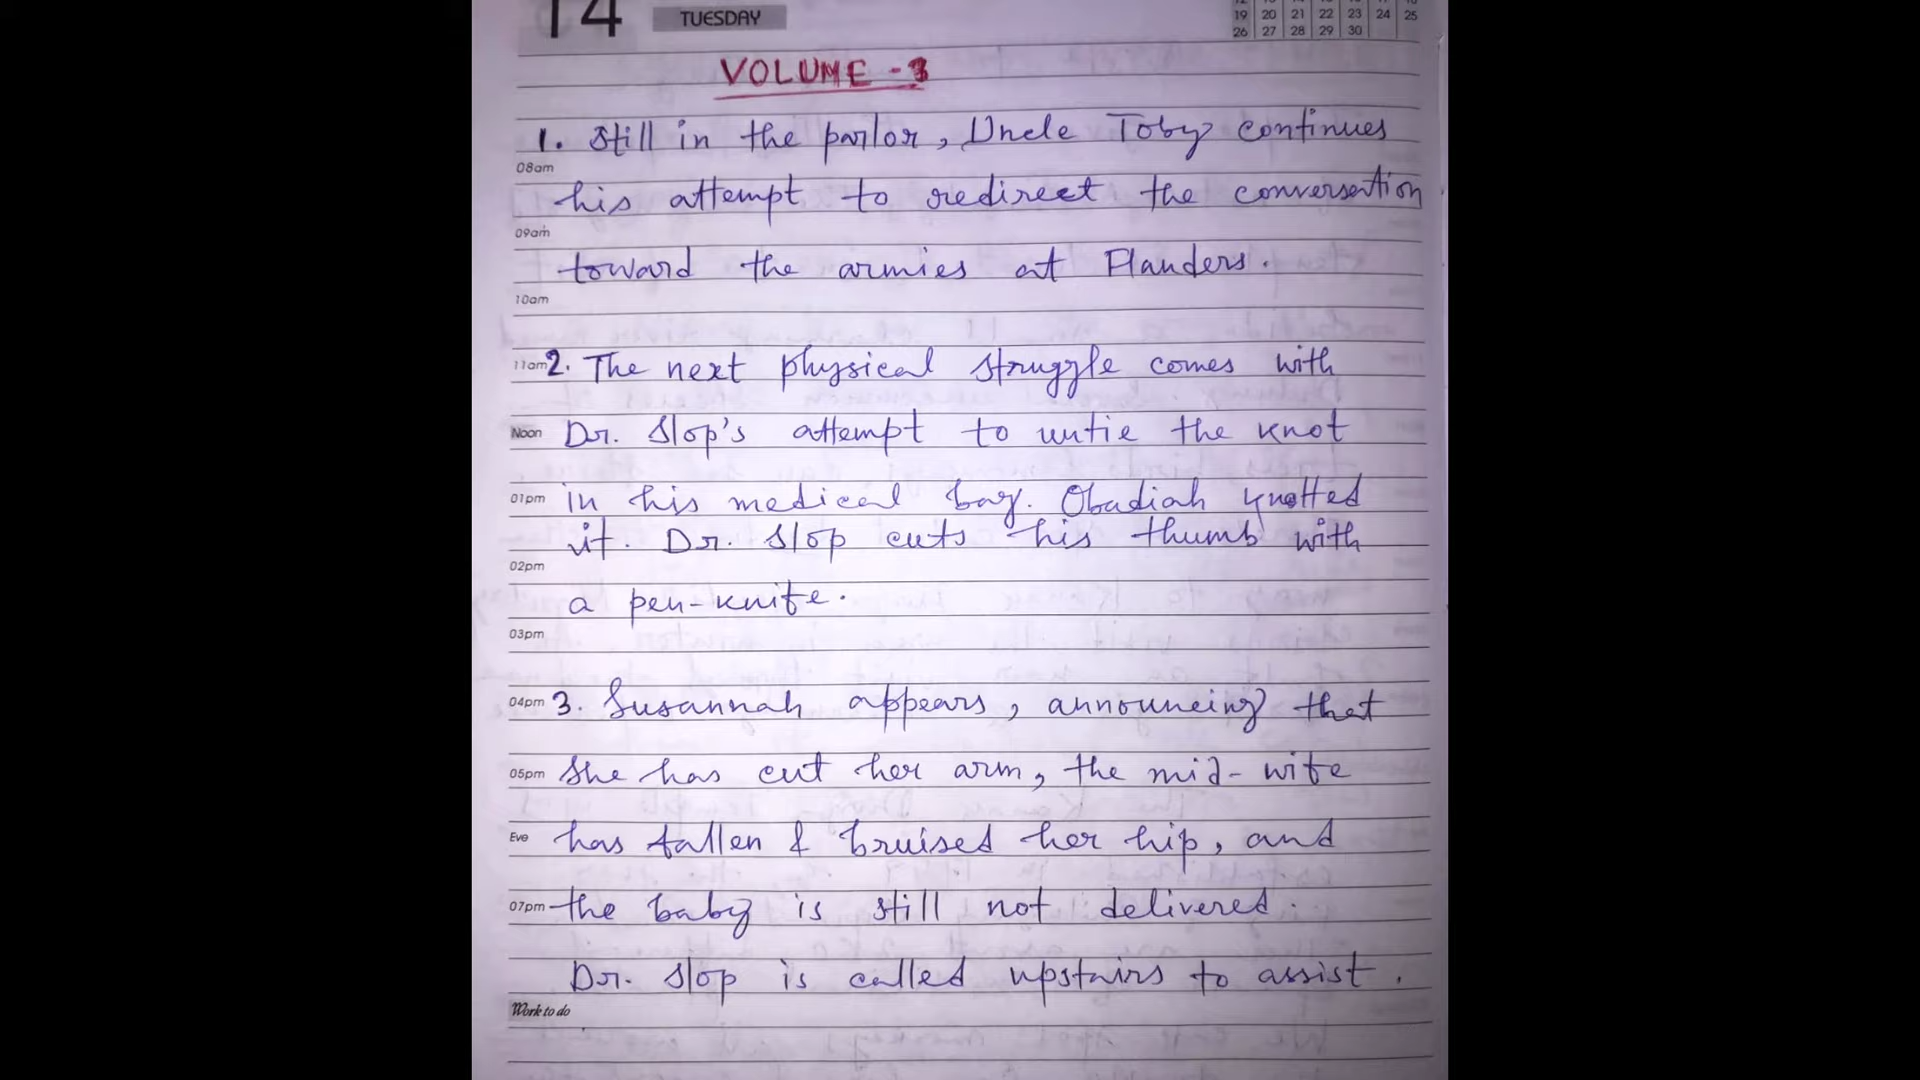 14 TUESDAY
19 20 21 22 23 24 25
26 27 28 29 30
VOLUME - 3
1. Still in the parlor, Uncle Toby continues
08am
his attempt to redirect the conversation
09am
toward the armies at Flanders.
10am
11am 2. The next physical struggle comes with
Noon Dr. Slop's attempt to untie the knot
01pm in his medical bag. Obadiah knotted
it. Dr. Slop cuts his thumb with
02pm
a pen-knife.
03pm
04pm 3. Susannah appears, announcing that
05pm She has cut her arm, the mid-wife
Eve has fallen & bruised her hip, and
07pm the baby is still not delivered.
Dr. Slop is called upstairs to assist.
Work to do